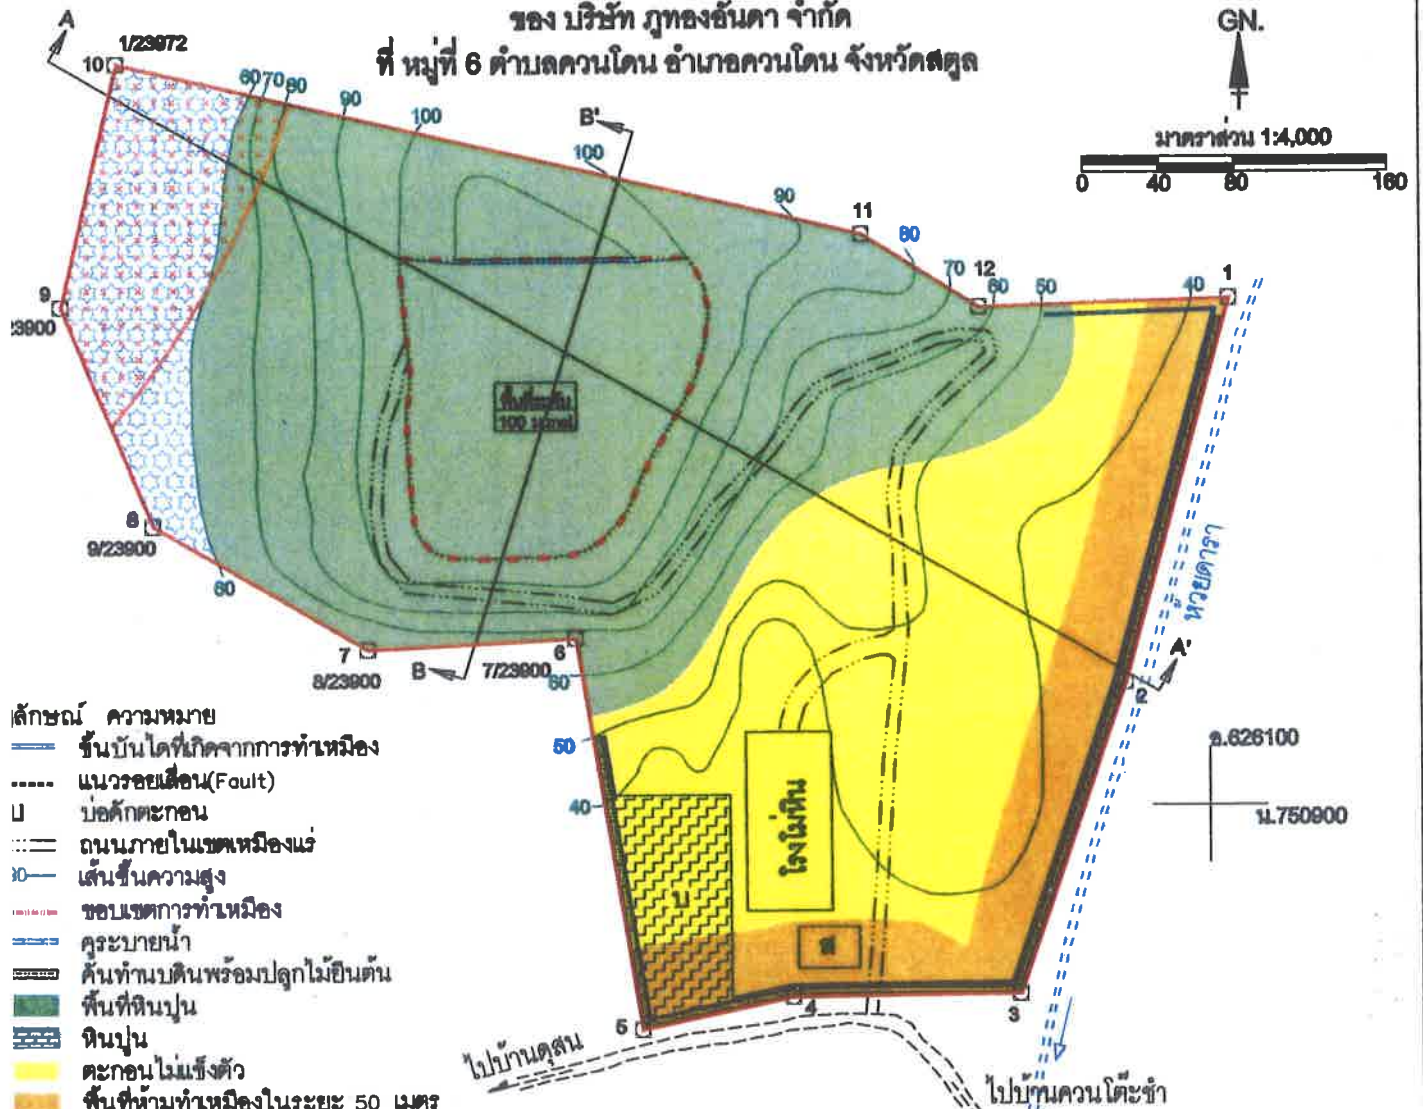 ของ บริษัท ภูทองอันดา จำกัด
ที่ หมู่ที่ 6 ตำบลควนโดน อำเภอควนโดน จังหวัดสตูล
GN.
มาตราส่วน 1:4,000
0 40 80 160
A
1/23972
10
60 70 80 90 100
B'
100
90
11
80
12
70
60
50
40
1
9
23900
พื้นที่ระดับ
8
9/23900
60
7
8/23900
B
6
7/23900
60
50
40
ห้วยดารา
A'
2
อ.626100
น.750900
โรงโม่หิน
บ
ส
5
4
3
ไปบ้านดุสน
ไปบ้านควนโต๊ะชำ
ลักษณ์ ความหมาย
ขั้นบันไดที่เกิดจากการทำเหมือง
แนวรอยเลื่อน(Fault)
บ บ่อดักตะกอน
ถนนภายในเขตเหมืองแร่
เส้นชั้นความสูง
ขอบเขตการทำเหมือง
คูระบายน้ำ
คันทำนบดินพร้อมปลูกไม้ยืนต้น
พื้นที่หินปูน
หินปูน
ตะกอนไม่แข็งตัว
พื้นที่ห้ามทำเหมืองในระยะ 50 เมตร